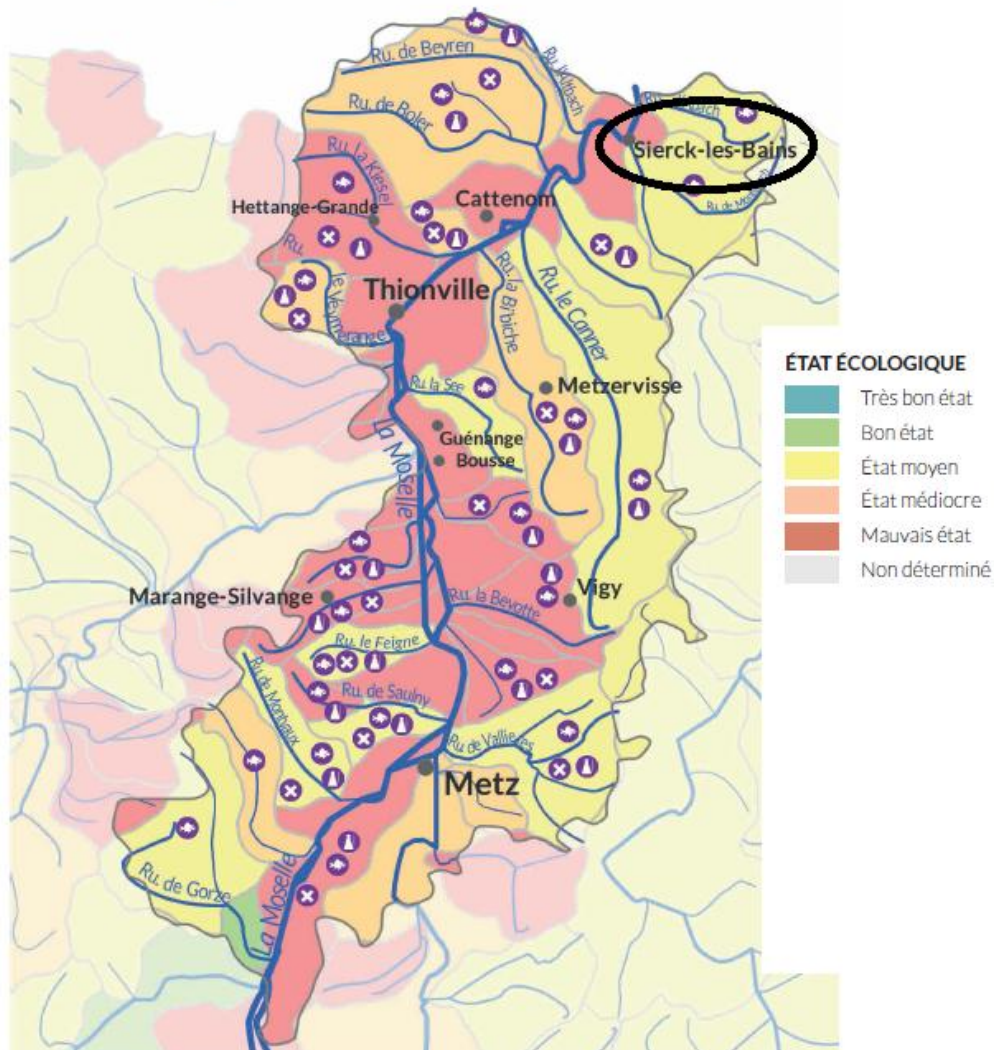 Ru. de Beyren
Ru. l'Altbach
Ru. de Boler
Sierck-les-Bains
Ru. la Kiesel
Hettange-Grande
Cattenom
Ru.
le Veymerange
Thionville
Ru. la Bibiche
Ru. le Canner
Ru. la Sée
Metzervisse
Guénange
Bousse
La Moselle
Marange-Silvange
Vigy
Ru. la Bevotte
Ru. le Feigne
Ru. de Montvaux
Ru. de Saulny
Ru. de Vallières
Metz
Ru. de Gorze
La Moselle
ÉTAT ÉCOLOGIQUE
Très bon état
Bon état
État moyen
État médiocre
Mauvais état
Non déterminé